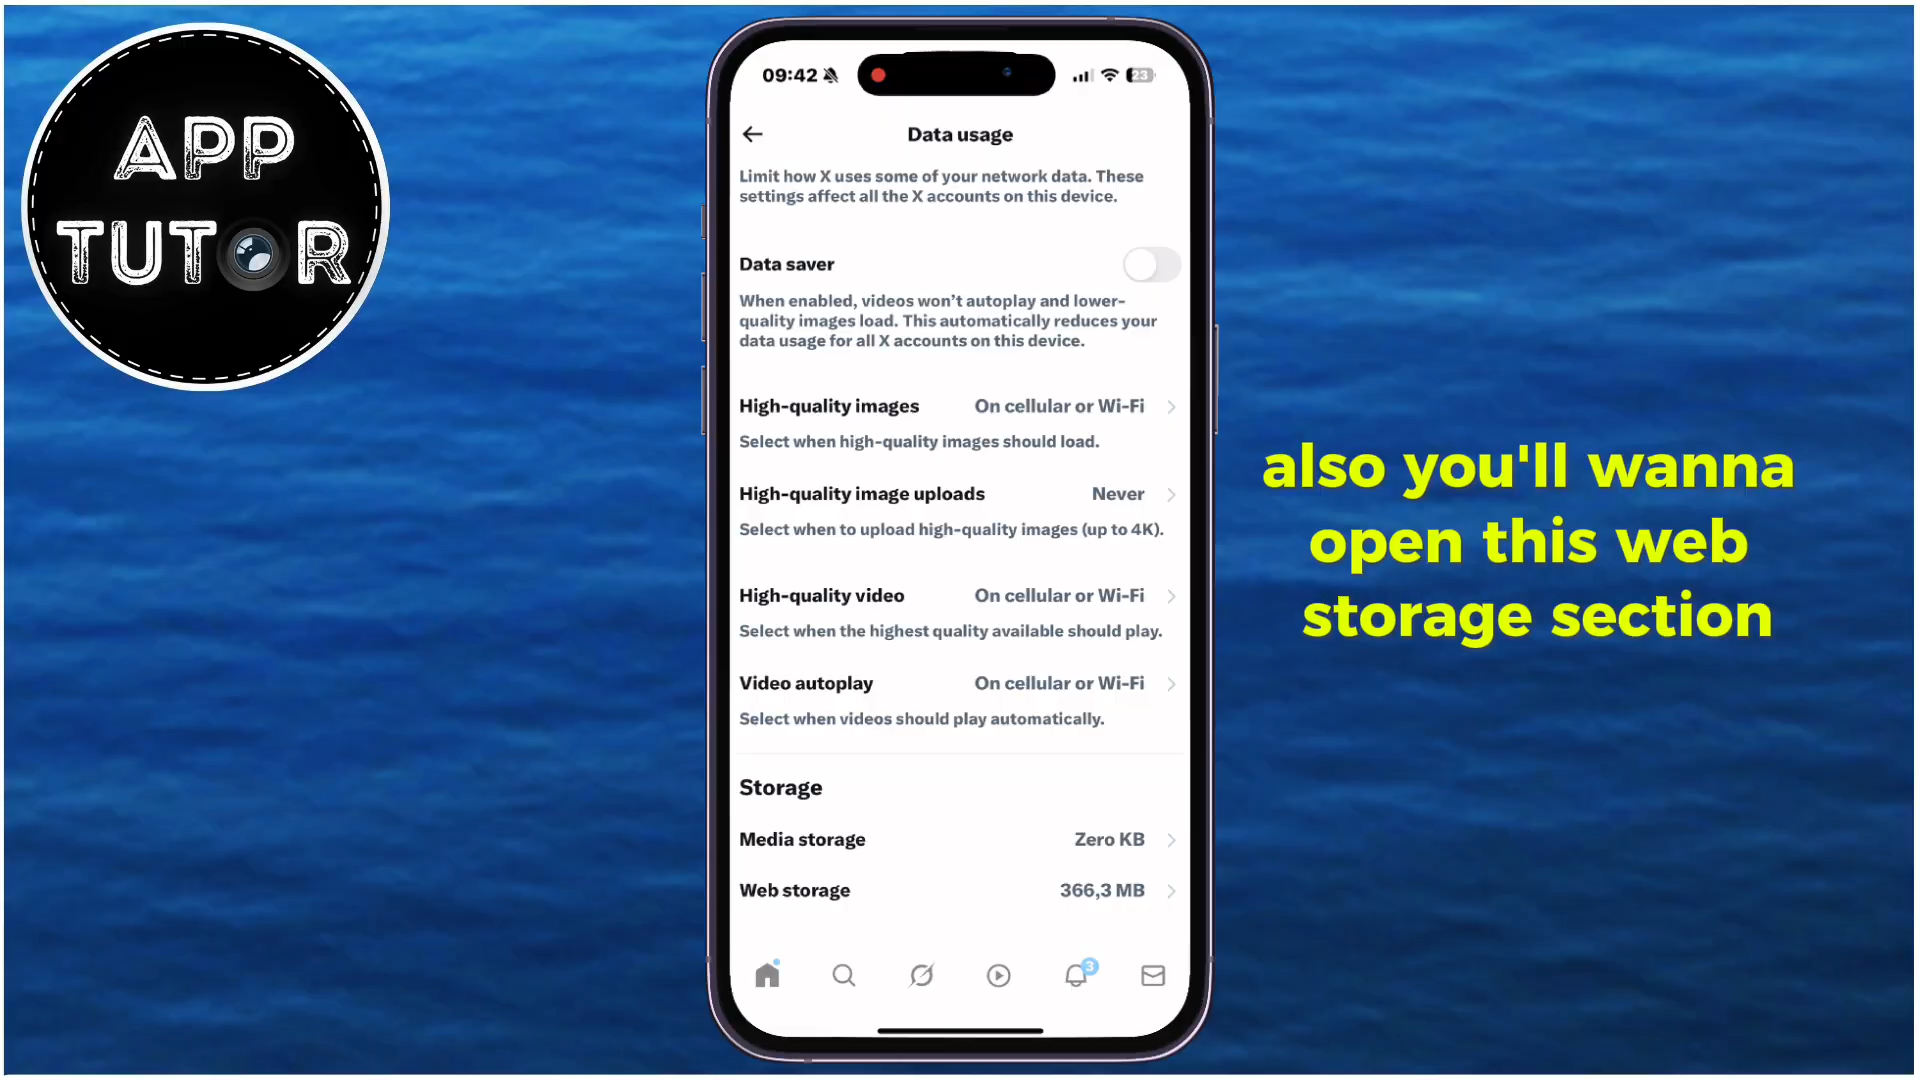 APP
TUTOR
09:42
23
Data usage
Limit how X uses some of your network data. These
settings affect all the X accounts on this device.
Data saver
When enabled, videos won’t autoplay and lower-
quality images load. This automatically reduces your
data usage for all X accounts on this device.
High-quality images On cellular or Wi-Fi
Select when high-quality images should load.
High-quality image uploads Never
Select when to upload high-quality images (up to 4K).
High-quality video On cellular or Wi-Fi
Select when the highest quality available should play.
Video autoplay On cellular or Wi-Fi
Select when videos should play automatically.
Storage
Media storage Zero KB
Web storage 366,3 MB
3
also you'll wanna
open this web
storage section